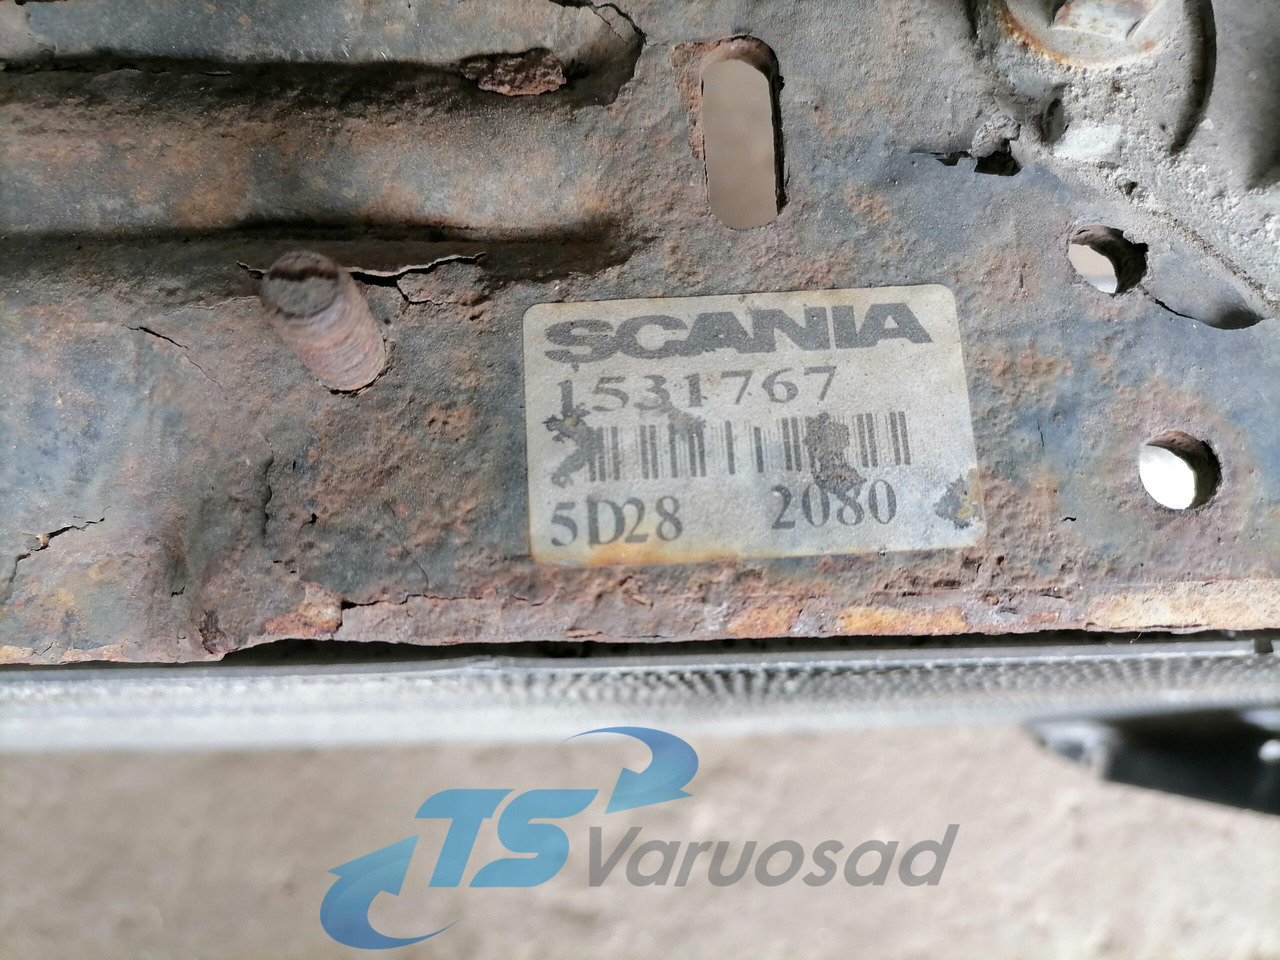 SCANIA
1531767
5D28 2080
TS Varuosad